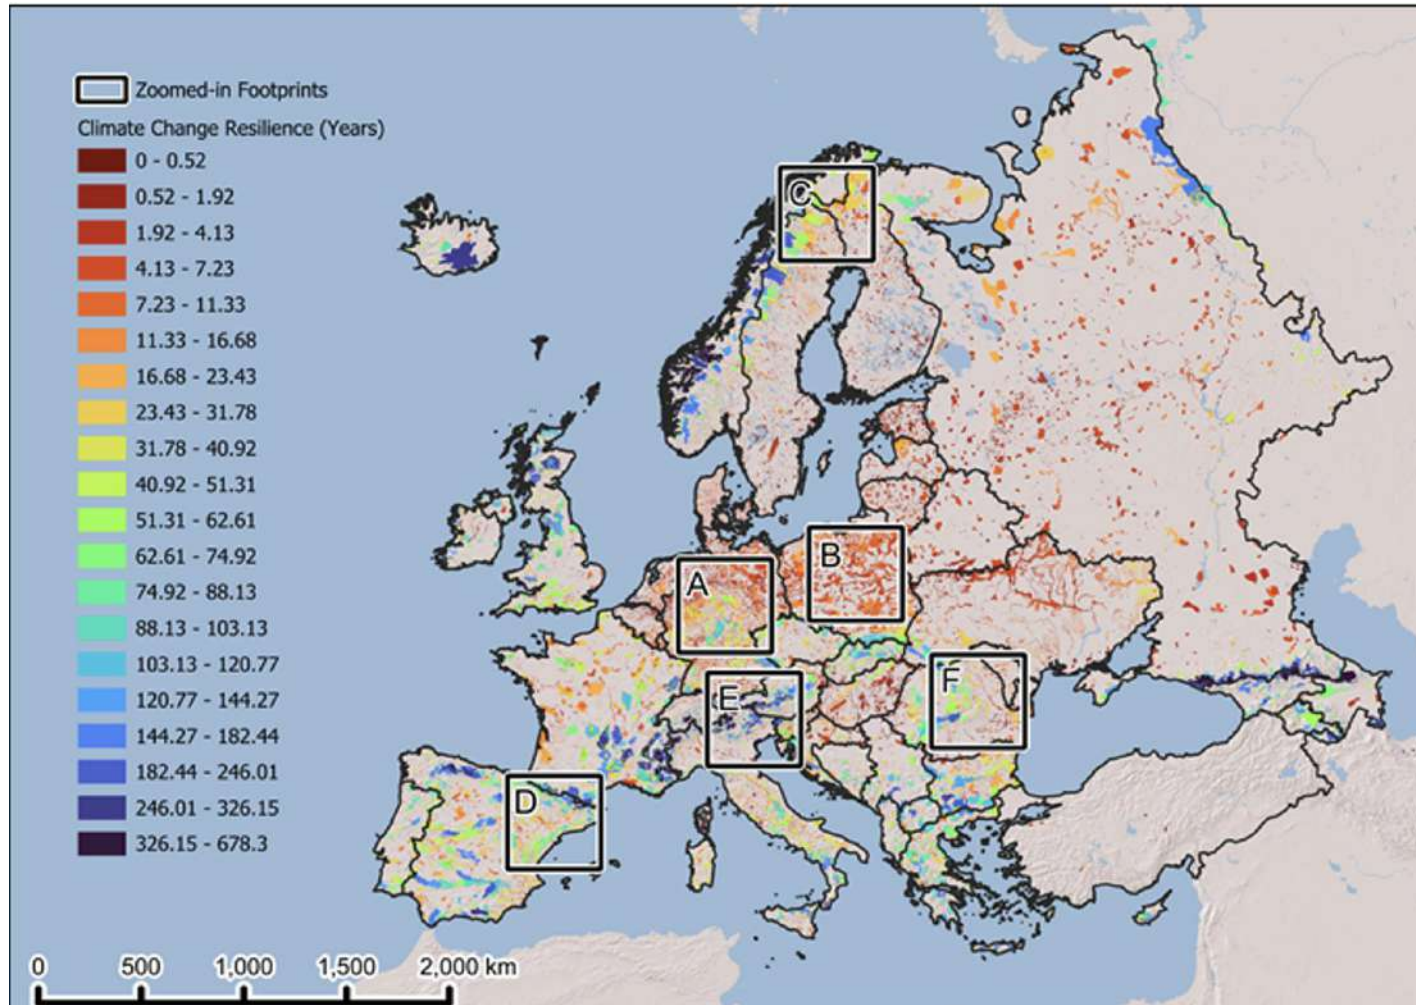 Zoomed-in Footprints
Climate Change Resilience (Years)
0 - 0.52
0.52 - 1.92
1.92 - 4.13
4.13 - 7.23
7.23 - 11.33
11.33 - 16.68
16.68 - 23.43
23.43 - 31.78
31.78 - 40.92
40.92 - 51.31
51.31 - 62.61
62.61 - 74.92
74.92 - 88.13
88.13 - 103.13
103.13 - 120.77
120.77 - 144.27
144.27 - 182.44
182.44 - 246.01
246.01 - 326.15
326.15 - 678.3
C
B
A
F
E
D
0 500 1,000 1,500 2,000 km